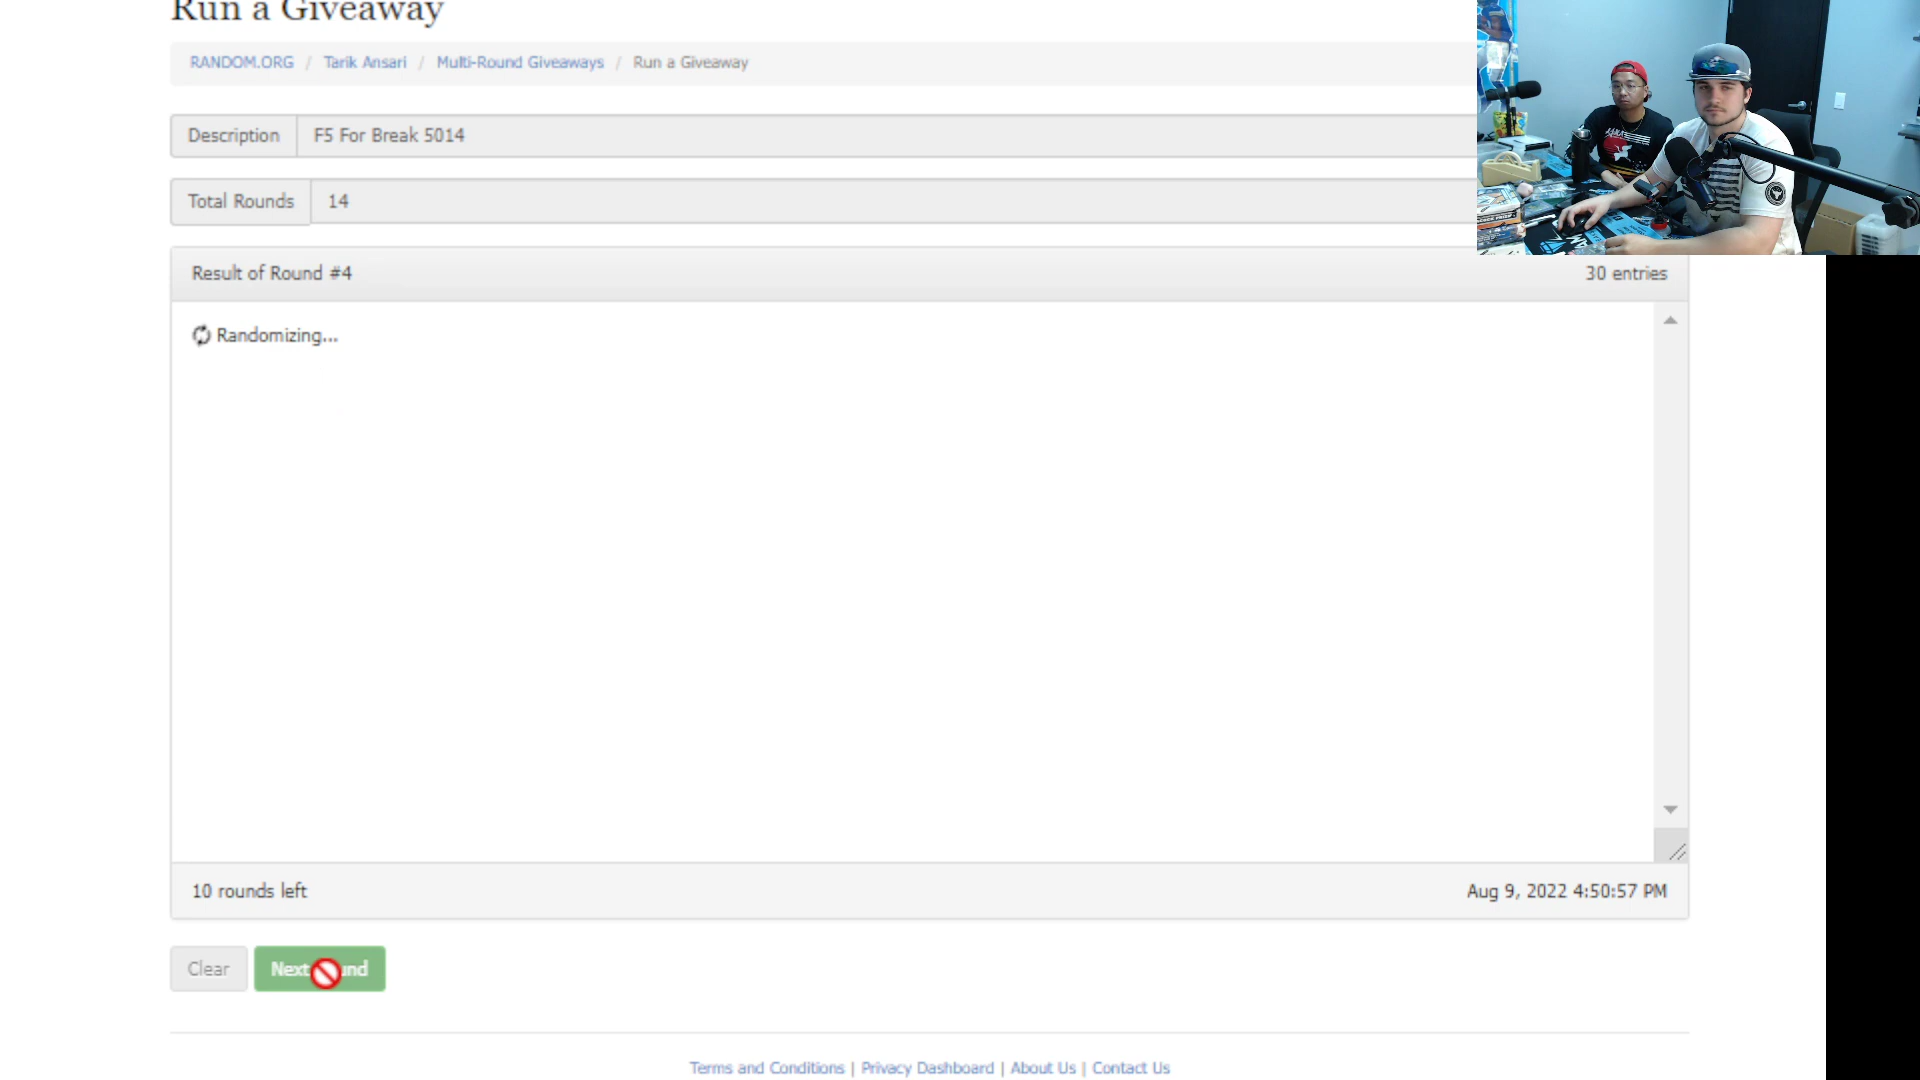 Run a Giveaway
RANDOM.ORG / Tarik Ansari / Multi-Round Giveaways / Run a Giveaway
Description F5 For Break 5014
Total Rounds 14
Result of Round #4 30 entries
Randomizing...
10 rounds left Aug 9, 2022 4:50:57 PM
Clear Next
Terms and Conditions | Privacy Dashboard | About Us | Contact Us